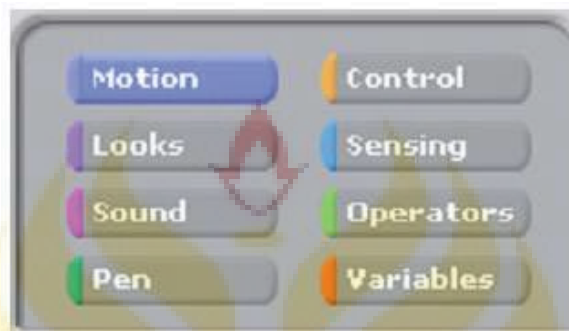 Motion Control
Looks Sensing
Sound Operators
Pen Variables